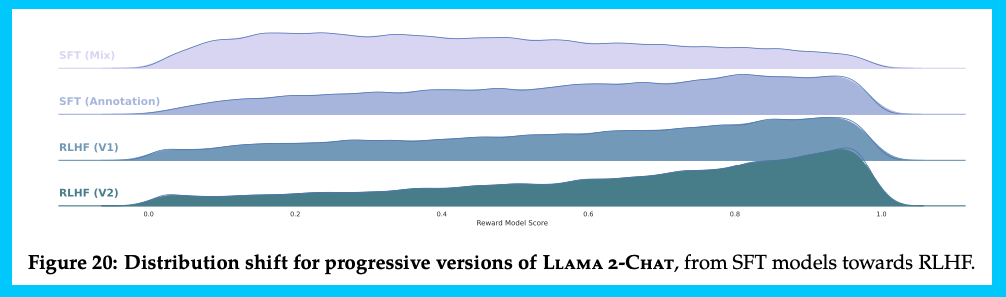 SFT (Mix)
SFT (Annotation)
RLHF (V1)
RLHF (V2)
0.0 0.2 0.4 0.6 0.8 1.0
Reward Model Score
Figure 20: Distribution shift for progressive versions of LLAMA 2-CHAT, from SFT models towards RLHF.